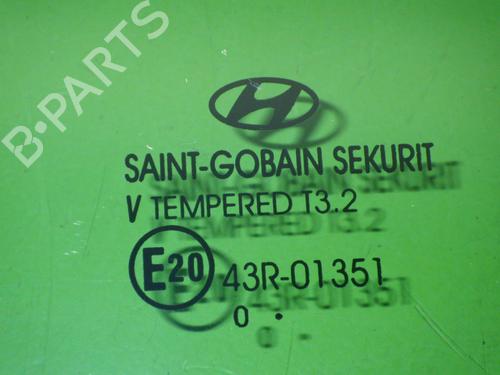 B-PARTS
SAINT-GOBAIN SEKURIT
V TEMPERED T3.2
E20 43R-01351
0 .